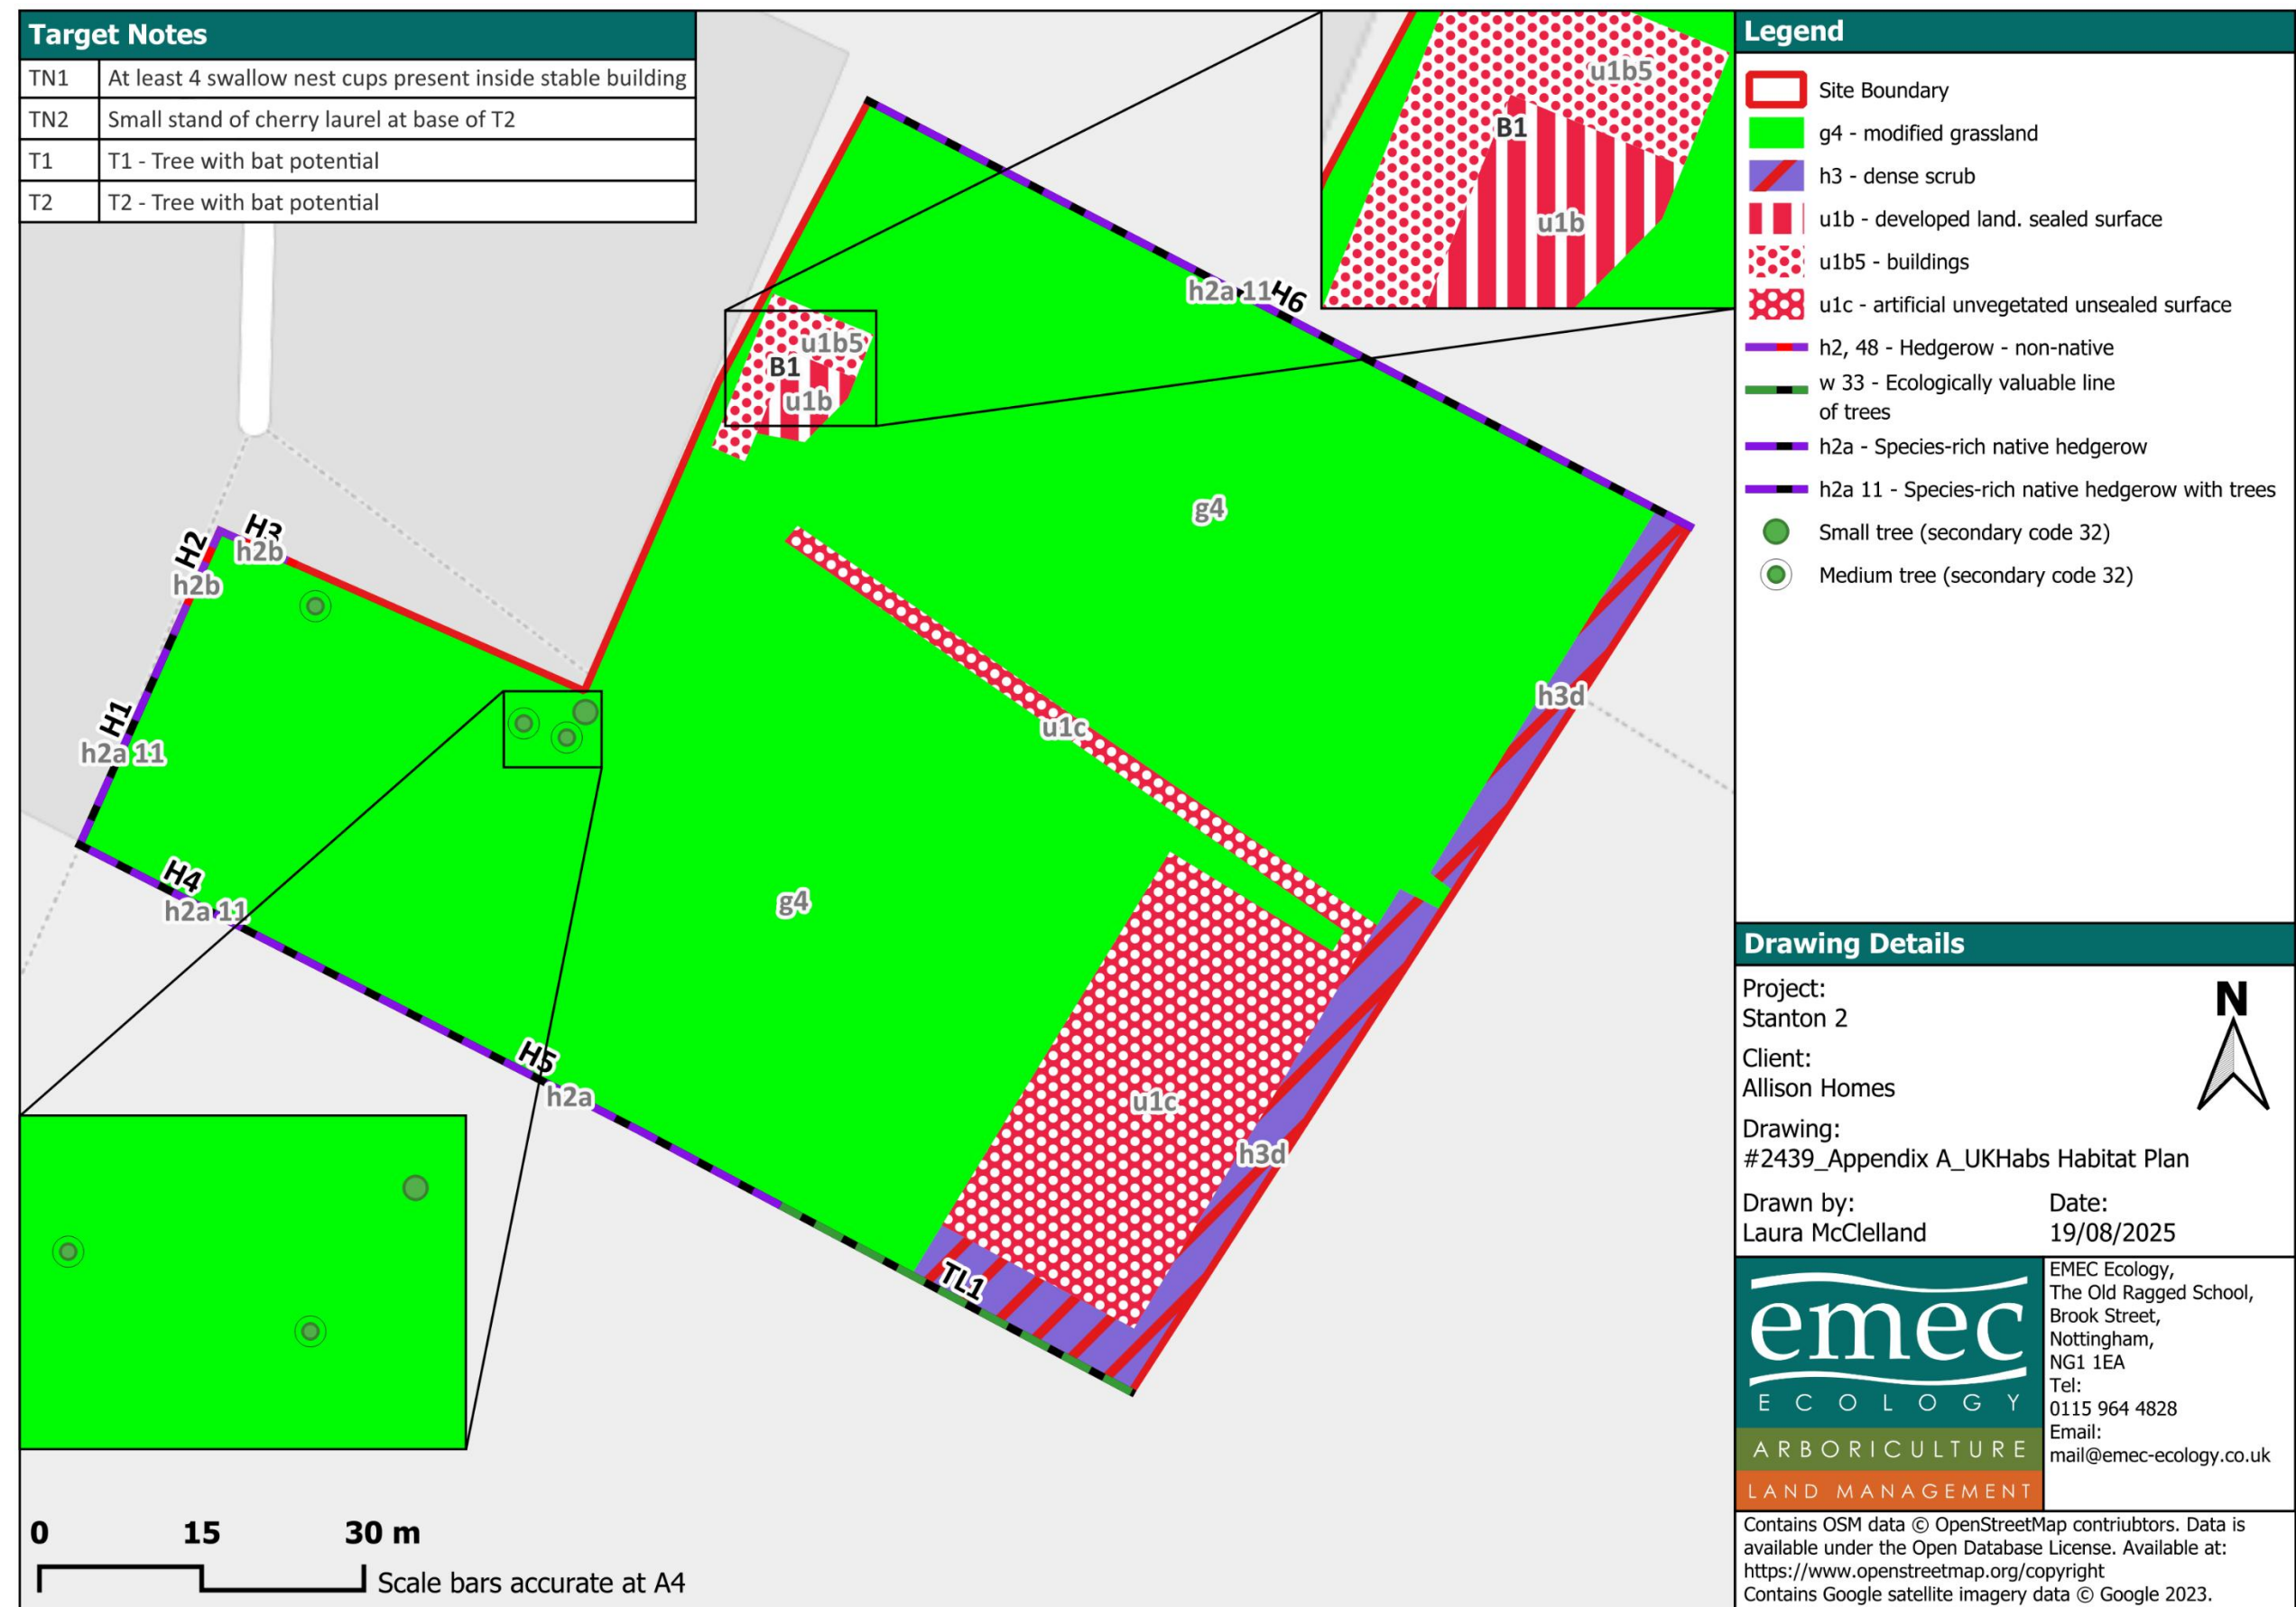 Target Notes
TN1 At least 4 swallow nest cups present inside stable building
TN2 Small stand of cherry laurel at base of T2
T1 T1 - Tree with bat potential
T2 T2 - Tree with bat potential
u1b5
B1
u1b
h2a 11
H6
u1b5
B1
u1b
g4
H3
h2b
H2
h2b
h3d
H1
h2a 11
u1c
H4
h2a 11
g4
H5
h2a
u1c
h3d
TL1
0 15 30 m
Scale bars accurate at A4
Legend
Site Boundary
g4 - modified grassland
h3 - dense scrub
u1b - developed land. sealed surface
u1b5 - buildings
u1c - artificial unvegetated unsealed surface
h2, 48 - Hedgerow - non-native
w 33 - Ecologically valuable line
of trees
h2a - Species-rich native hedgerow
h2a 11 - Species-rich native hedgerow with trees
Small tree (secondary code 32)
Medium tree (secondary code 32)
Drawing Details
Project:
Stanton 2
N
Client:
Allison Homes
Drawing:
#2439_Appendix A_UKHabs Habitat Plan
Drawn by: Date:
Laura McClelland 19/08/2025
emec
ECOLOGY
ARBORICULTURE
LAND MANAGEMENT
EMEC Ecology,
The Old Ragged School,
Brook Street,
Nottingham,
NG1 1EA
Tel:
0115 964 4828
Email:
mail@emec-ecology.co.uk
Contains OSM data © OpenStreetMap contriubtors. Data is
available under the Open Database License. Available at:
https://www.openstreetmap.org/copyright
Contains Google satellite imagery data © Google 2023.